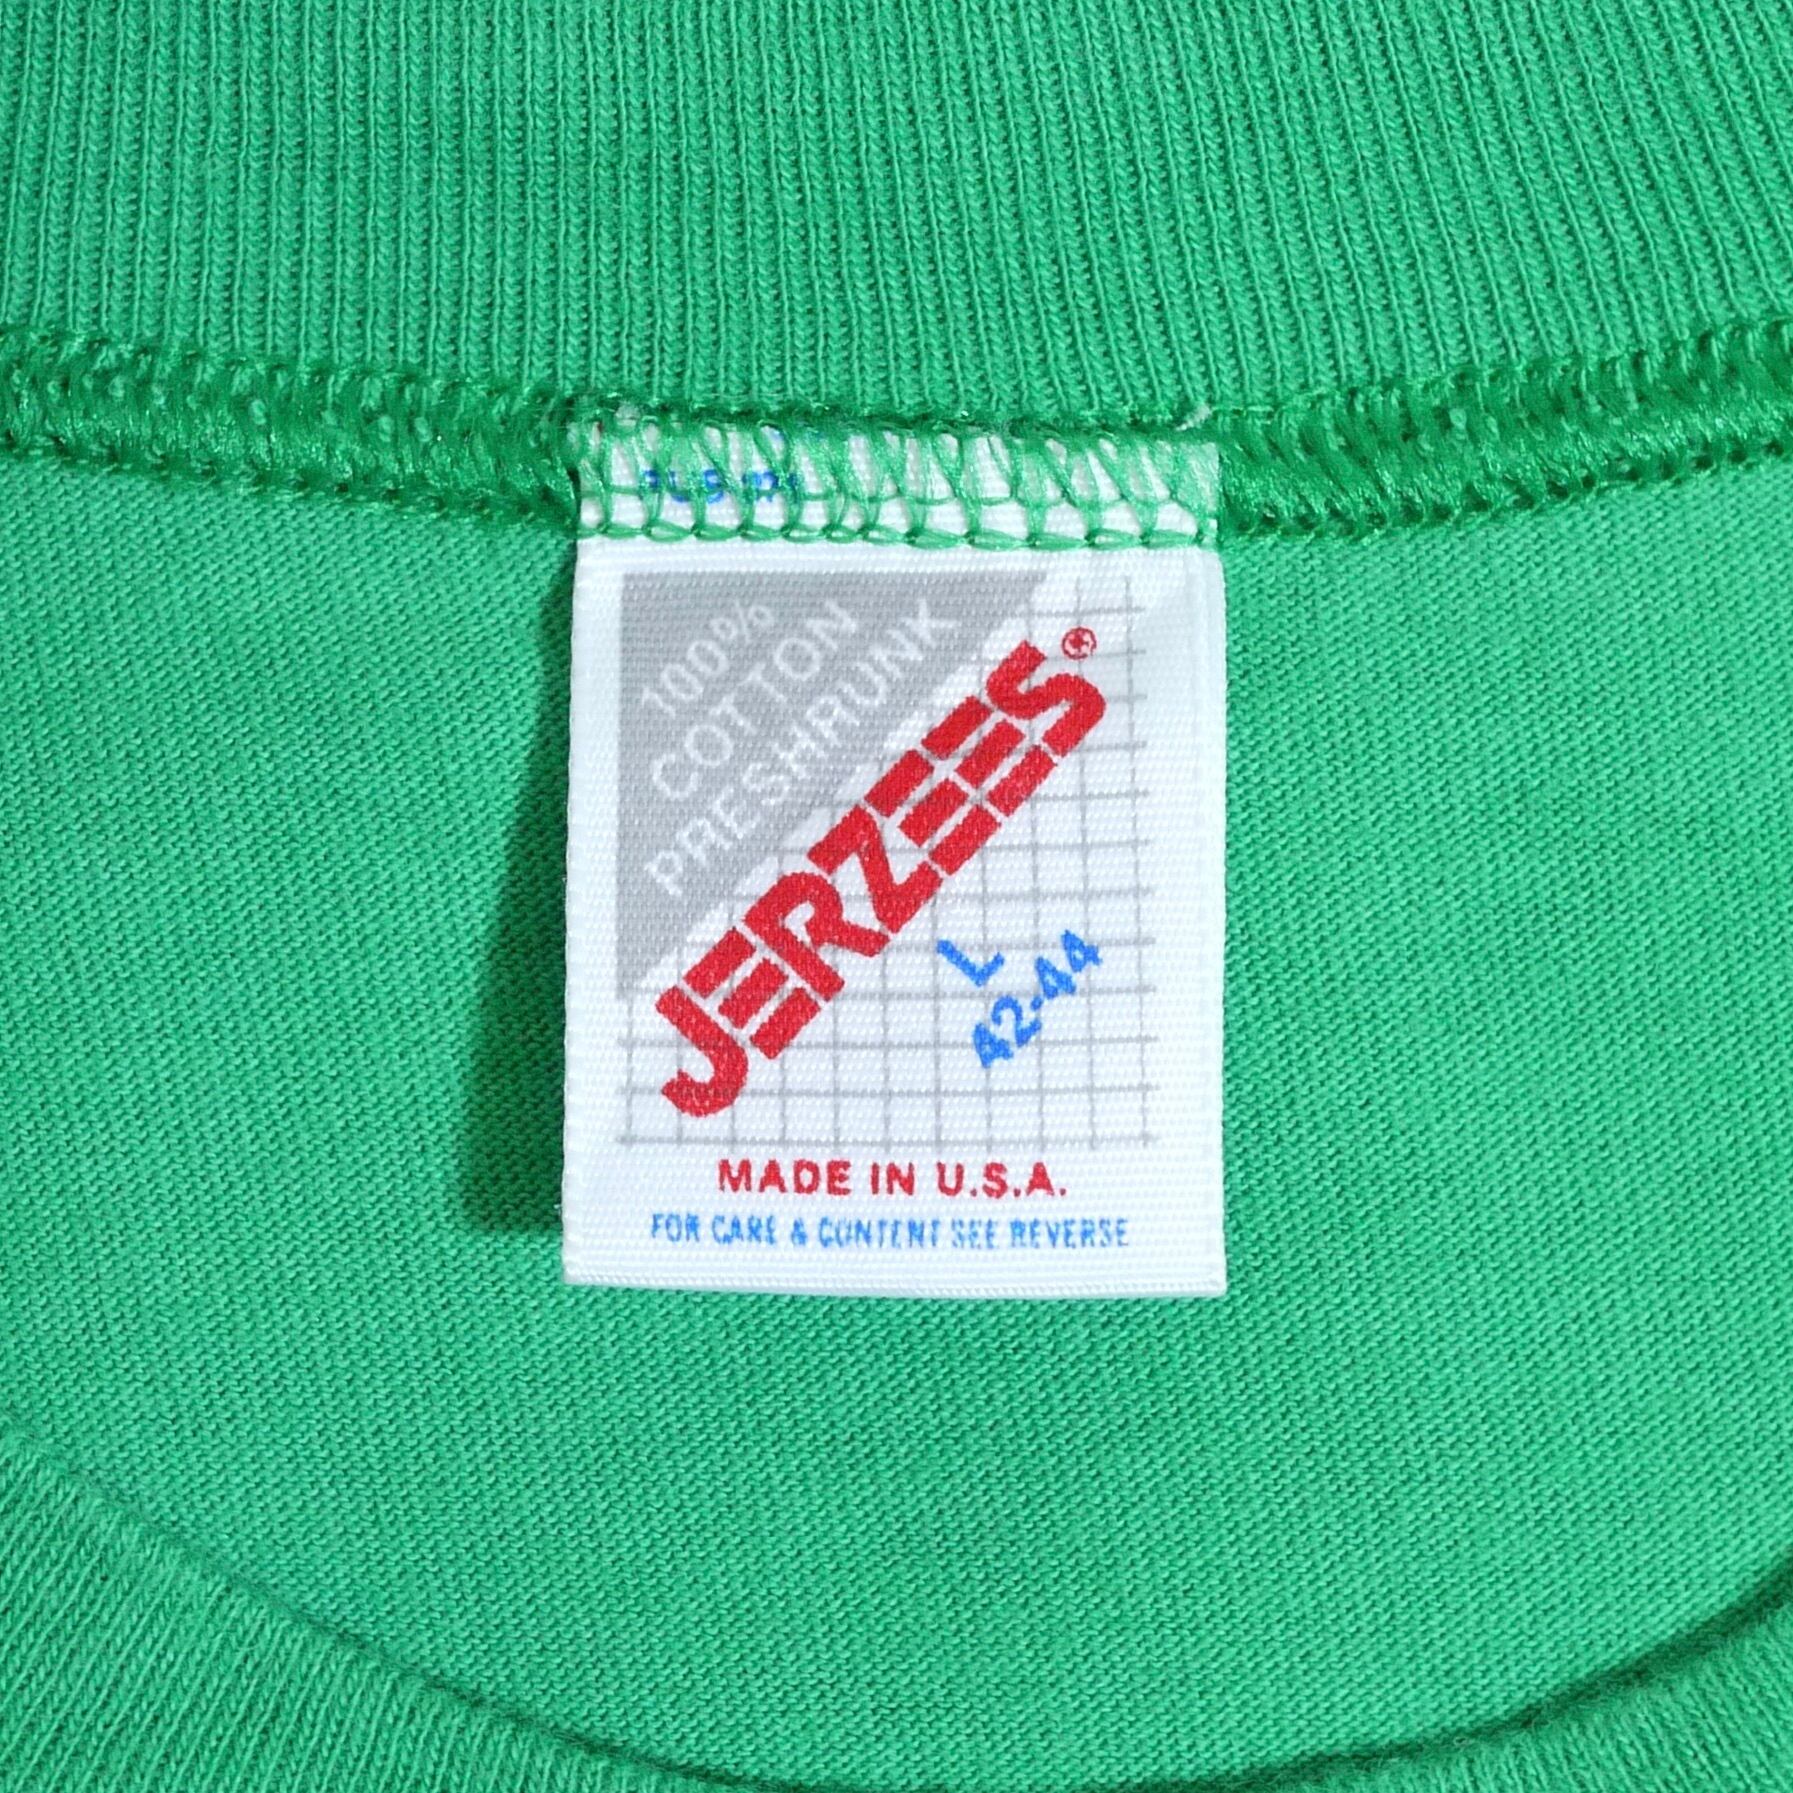 100%
COTTON
PRESHRUNK
JERZEES®
L
42-44
MADE IN U.S.A.
FOR CARE & CONTENT SEE REVERSE